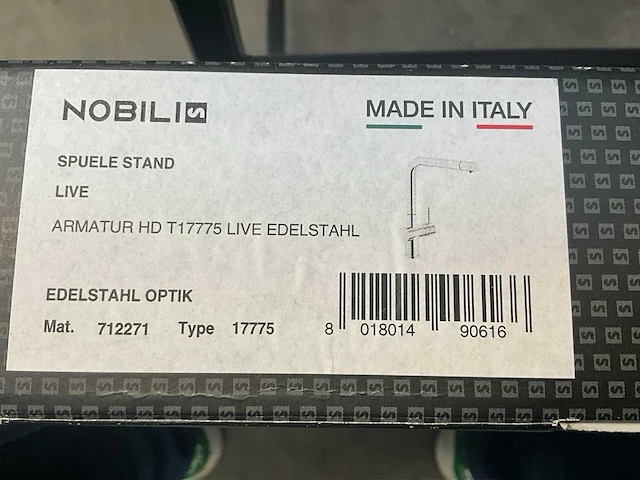 NOBILI
MADE IN ITALY
SPUELE STAND
LIVE
ARMATUR HD T17775 LIVE EDELSTAHL
EDELSTAHL OPTIK
Mat. 712271 Type 17775
8 018014 90616